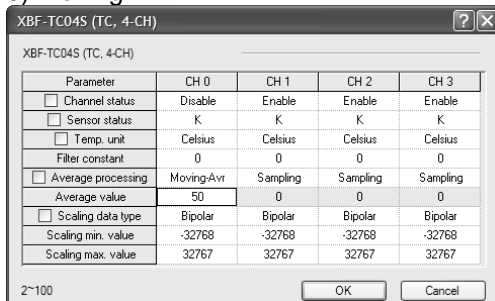 XBF-TC04S (TC, 4-CH)
XBF-TC04S (TC, 4-CH)
Parameter CH 0 CH 1 CH 2 CH 3
Channel status Disable Enable Enable Enable
Sensor status K K K K
Temp. unit Celsius Celsius Celsius Celsius
Filter constant 0 0 0 0
Average processing Moving-Avr Sampling Sampling Sampling
Average value 50 0 0 0
Scaling data type Bipolar Bipolar Bipolar Bipolar
Scaling min. value -32768 -32768 -32768 -32768
Scaling max. value 32767 32767 32767 32767
2~100 OK Cancel